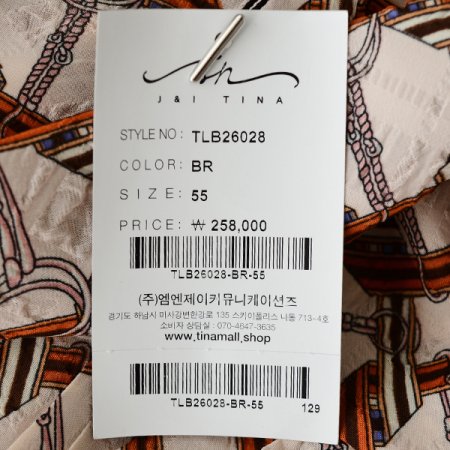 J & I TINA
STYLE NO : TLB26028
COLOR: BR
SIZE: 55
PRICE: ₩ 258,000
TLB26028-BR-55
(주)엠엔제이커뮤니케이션즈
경기도 하남시 미사강변한강로 135 스카이폴리스 나동 713-4호
소비자 상담실 : 070-4647-3635
www.tinamall.shop
TLB26028-BR-55
129